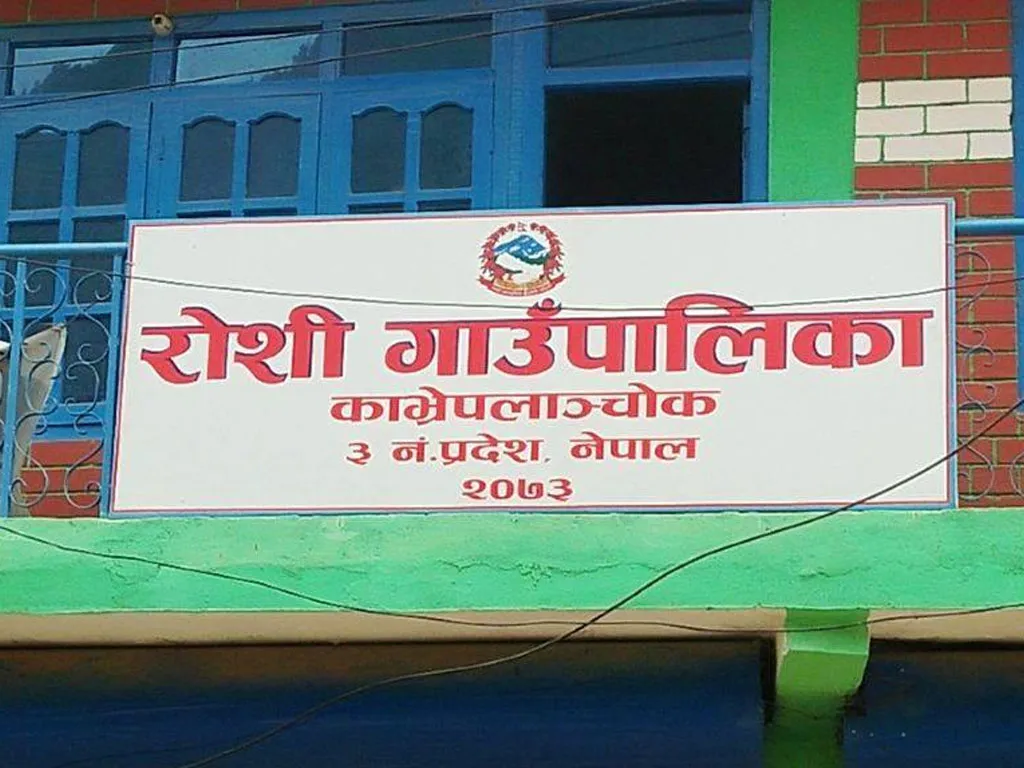 रोशी गाउँपालिका
काभ्रेपलाञ्चोक
३ नं.प्रदेश, नेपाल
२०७३